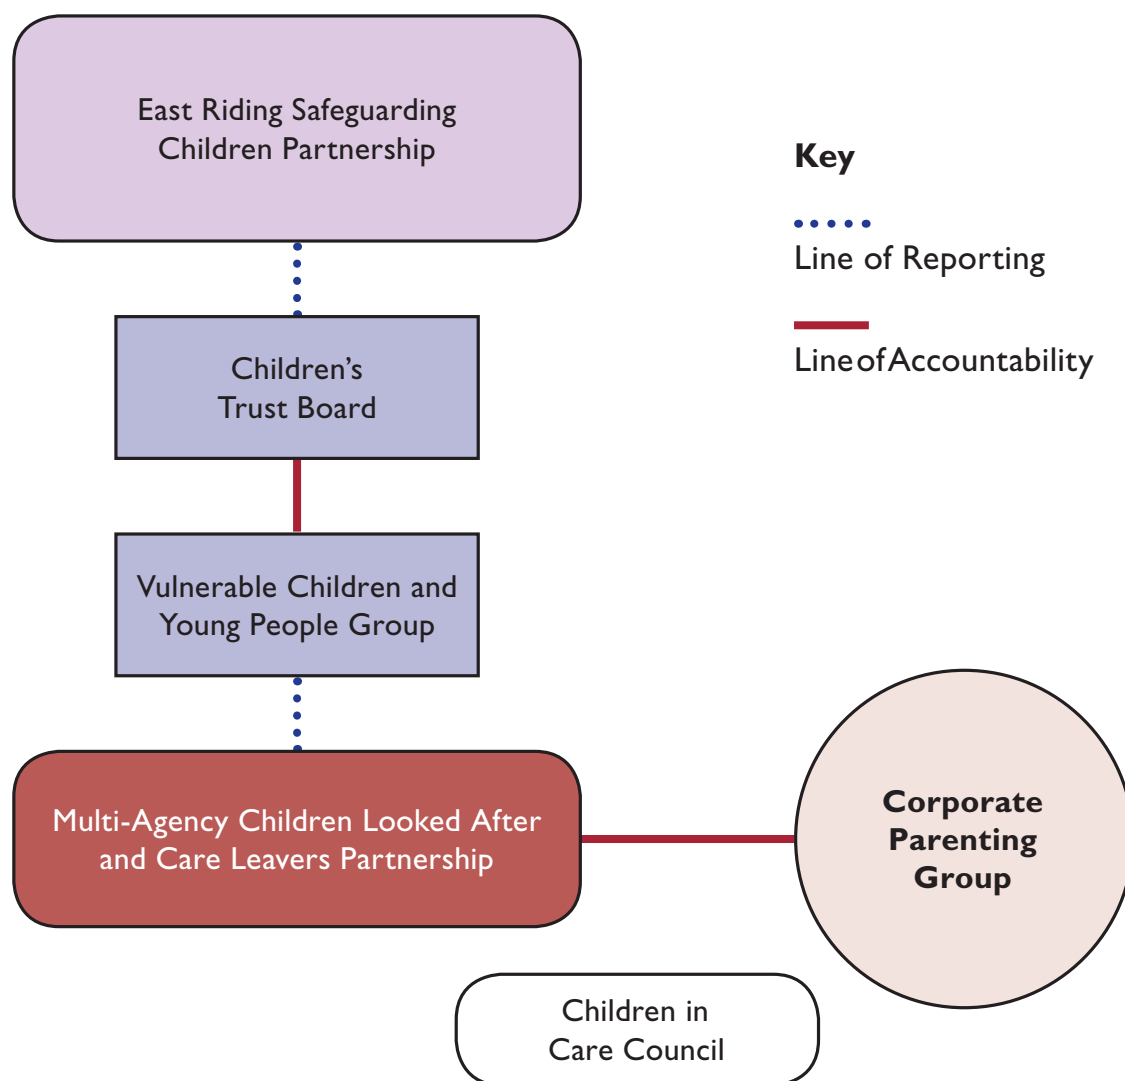 East Riding Safeguarding
Children Partnership
Key
Line of Reporting
Line of Accountability
Children’s
Trust Board
Vulnerable Children and
Young People Group
Multi-Agency Children Looked After
and Care Leavers Partnership
Corporate
Parenting
Group
Children in
Care Council